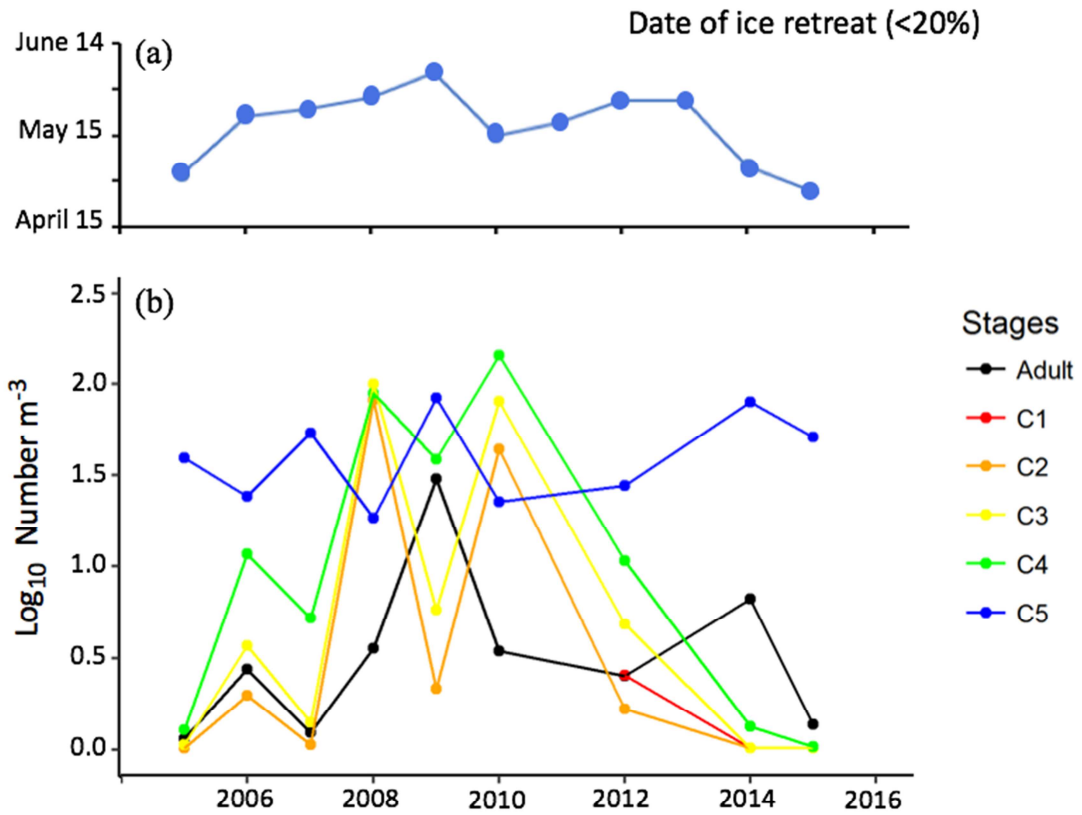 Date of ice retreat (<20%)
June 14
(a)
May 15
April 15
2.5
(b)
2.0
1.5
1.0
0.5
0.0
Log10 Number m-3
2006 2008 2010 2012 2014 2016
Stages
Adult
C1
C2
C3
C4
C5